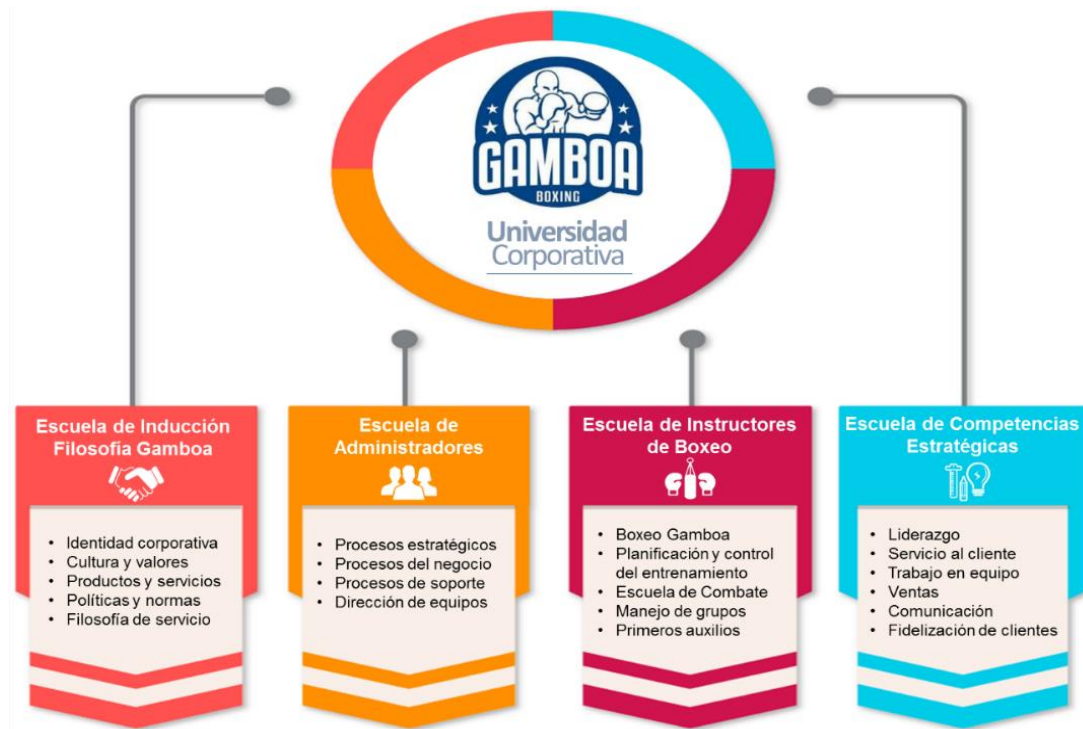 GAMBOA
BOXING
Universidad
Corporativa
Escuela de Inducción
Filosofía Gamboa
• Identidad corporativa
• Cultura y valores
• Productos y servicios
• Políticas y normas
• Filosofía de servicio
Escuela de
Administradores
• Procesos estratégicos
• Procesos del negocio
• Procesos de soporte
• Dirección de equipos
Escuela de Instructores
de Boxeo
• Boxeo Gamboa
• Planificación y control
del entrenamiento
• Escuela de Combate
• Manejo de grupos
• Primeros auxilios
Escuela de Competencias
Estratégicas
• Liderazgo
• Servicio al cliente
• Trabajo en equipo
• Ventas
• Comunicación
• Fidelización de clientes